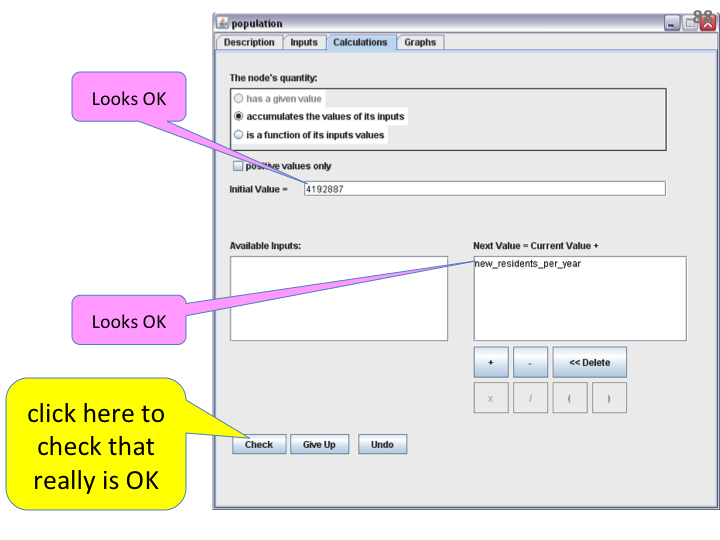 88
population
Description Inputs Calculations Graphs
The node's quantity:
Looks OK
has a given value
accumulates the values of its inputs
is a function of its inputs values
positive values only
Initial Value = 4192887
Available Inputs:
Next Value = Current Value +
new_residents_per_year
Looks OK
+ - << Delete
x / ( )
click here to
check that
really is OK
Check Give Up Undo